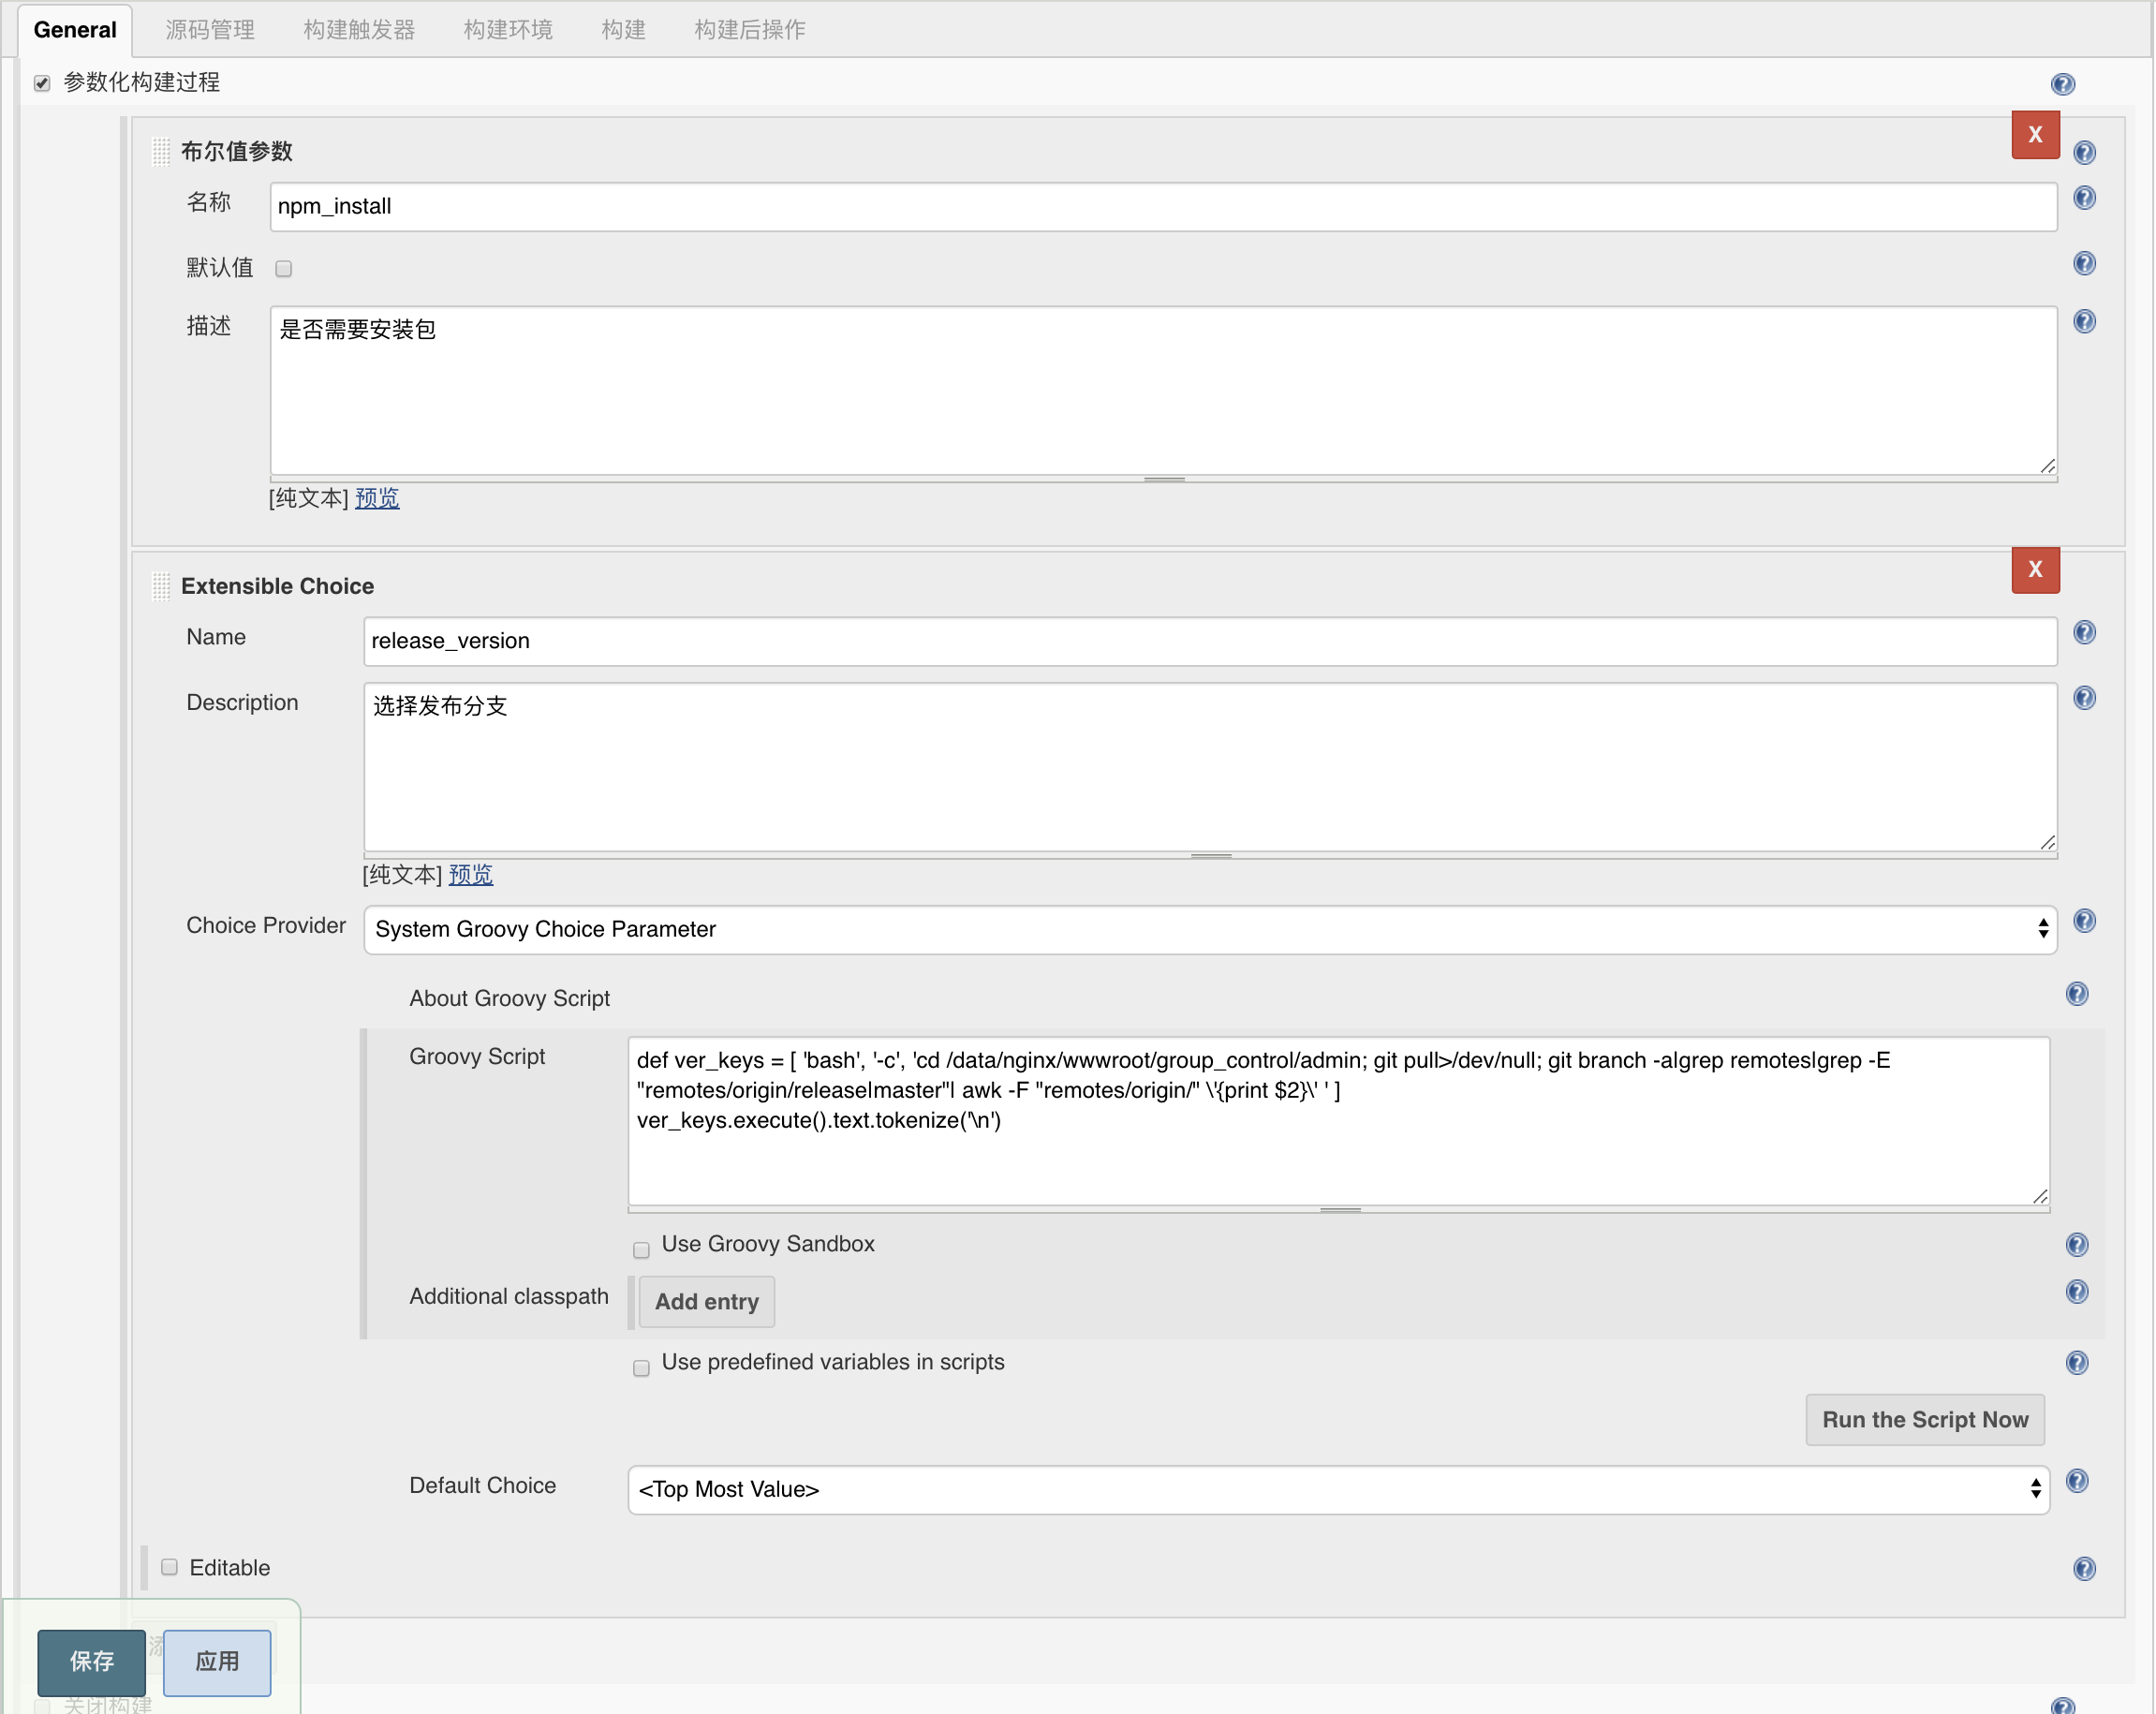 General 源码管理 构建触发器 构建环境 构建 构建后操作
参数化构建过程
X
布尔值参数
名称 npm_install
默认值
描述 是否需要安装包
[纯文本] 预览
X
Extensible Choice
Name release_version
Description 选择发布分支
[纯文本] 预览
Choice Provider System Groovy Choice Parameter
About Groovy Script
Groovy Script def ver_keys = [ 'bash', '-c', 'cd /data/nginx/wwwroot/group_control/admin; git pull>/dev/null; git branch -a|grep remotes|grep -E
"remotes/origin/release|master"| awk -F "remotes/origin/" \'{print $2}\' ' ]
ver_keys.execute().text.tokenize('\n')
Use Groovy Sandbox
Additional classpath Add entry
Use predefined variables in scripts
Run the Script Now
Default Choice <Top Most Value>
Editable
保存 添 应用
关闭构建